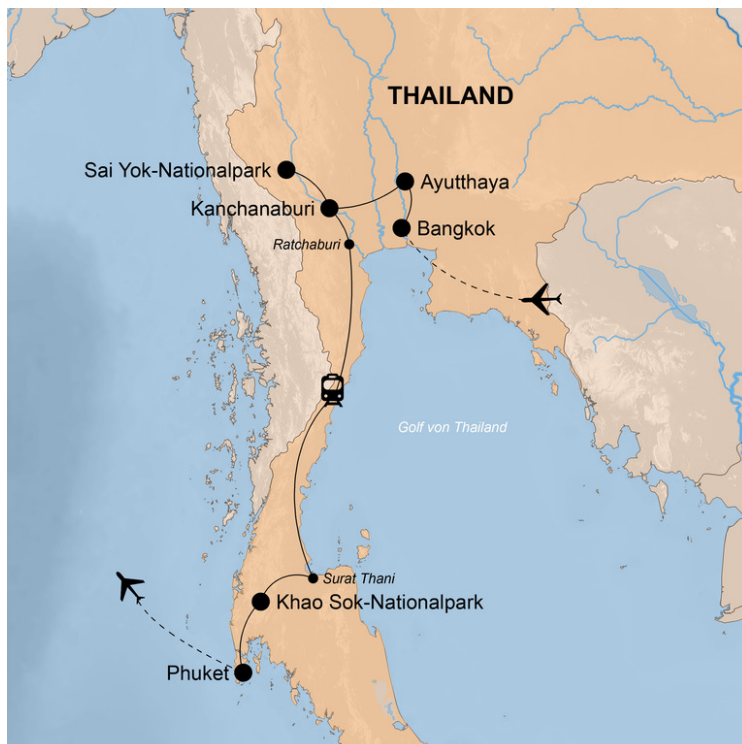 THAILAND
Sai Yok-Nationalpark
Ayutthaya
Kanchanaburi
Bangkok
Ratchaburi
Golf von Thailand
Surat Thani
Khao Sok-Nationalpark
Phuket